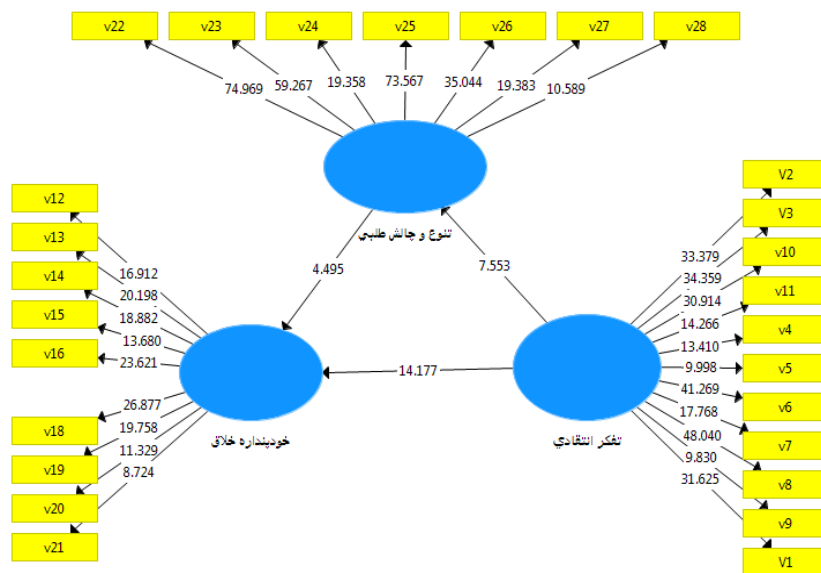 v22 v23 v24 v25 v26 v27 v28
74.969 59.267 19.358 73.567 35.044 19.383 10.589
تنوع و چالش طلبي
4.495
7.553
14.177
v12
v13
v14
v15
v16
v18
v19
v20
v21
16.912
20.198
18.882
13.680
23.621
26.877
19.758
11.329
8.724
خودپنداره خلاق
تفکر انتقادي
33.379
34.359
30.914
14.266
13.410
9.998
41.269
17.768
48.040
9.830
31.625
V2
V3
v10
v11
v4
v5
v6
v7
v8
v9
V1